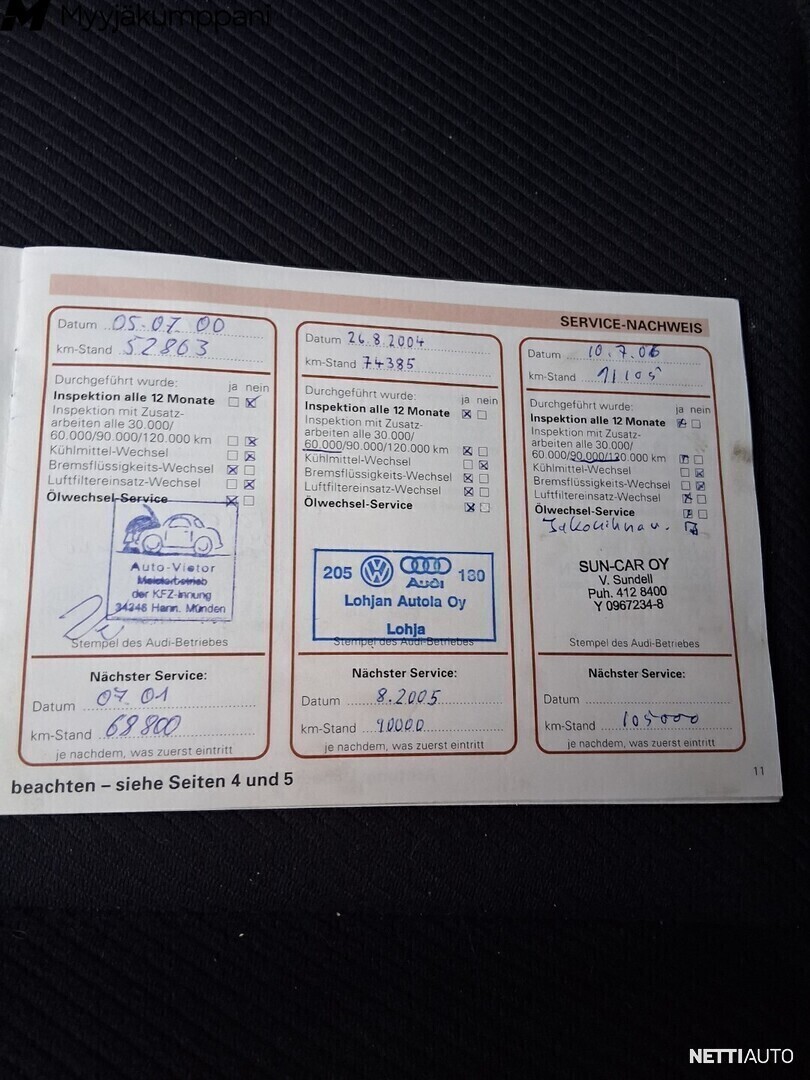 Myyjäkumppani
SERVICE-NACHWEIS
Datum 05.07.00
km-Stand 52863
Durchgeführt wurde: ja nein
Inspektion alle 12 Monate
Inspektion mit Zusatz-
arbeiten alle 30.000/
60.000/90.000/120.000 km
Kühlmittel-Wechsel
Bremsflüssigkeits-Wechsel
Luftfiltereinsatz-Wechsel
Ölwechsel-Service
Auto-Vietor
Meisterbetrieb
der KFZ-Innung
34346 Hann. Münden
Stempel des Audi-Betriebes
Nächster Service:
Datum 07.01
km-Stand 68800
je nachdem, was zuerst eintritt
Datum 26.8.2004
km-Stand 74385
Durchgeführt wurde: ja nein
Inspektion alle 12 Monate
Inspektion mit Zusatz-
arbeiten alle 30.000/
60.000/90.000/120.000 km
Kühlmittel-Wechsel
Bremsflüssigkeits-Wechsel
Luftfiltereinsatz-Wechsel
Ölwechsel-Service
205 Audi 180
Lohjan Autola Oy
Lohja
Stempel des Audi-Betriebes
Nächster Service:
Datum 8.2005
km-Stand 90000
je nachdem, was zuerst eintritt
Datum 10.7.06
km-Stand 91105
Durchgeführt wurde: ja nein
Inspektion alle 12 Monate
Inspektion mit Zusatz-
arbeiten alle 30.000/
60.000/90.000/120.000 km
Kühlmittel-Wechsel
Bremsflüssigkeits-Wechsel
Luftfiltereinsatz-Wechsel
Ölwechsel-Service
SUN-CAR OY
V. Sundell
Puh. 412 8400
Y 0967234-8
Stempel des Audi-Betriebes
Nächster Service:
Datum
km-Stand 105000
je nachdem, was zuerst eintritt
beachten – siehe Seiten 4 und 5
11
NETTIAUTO